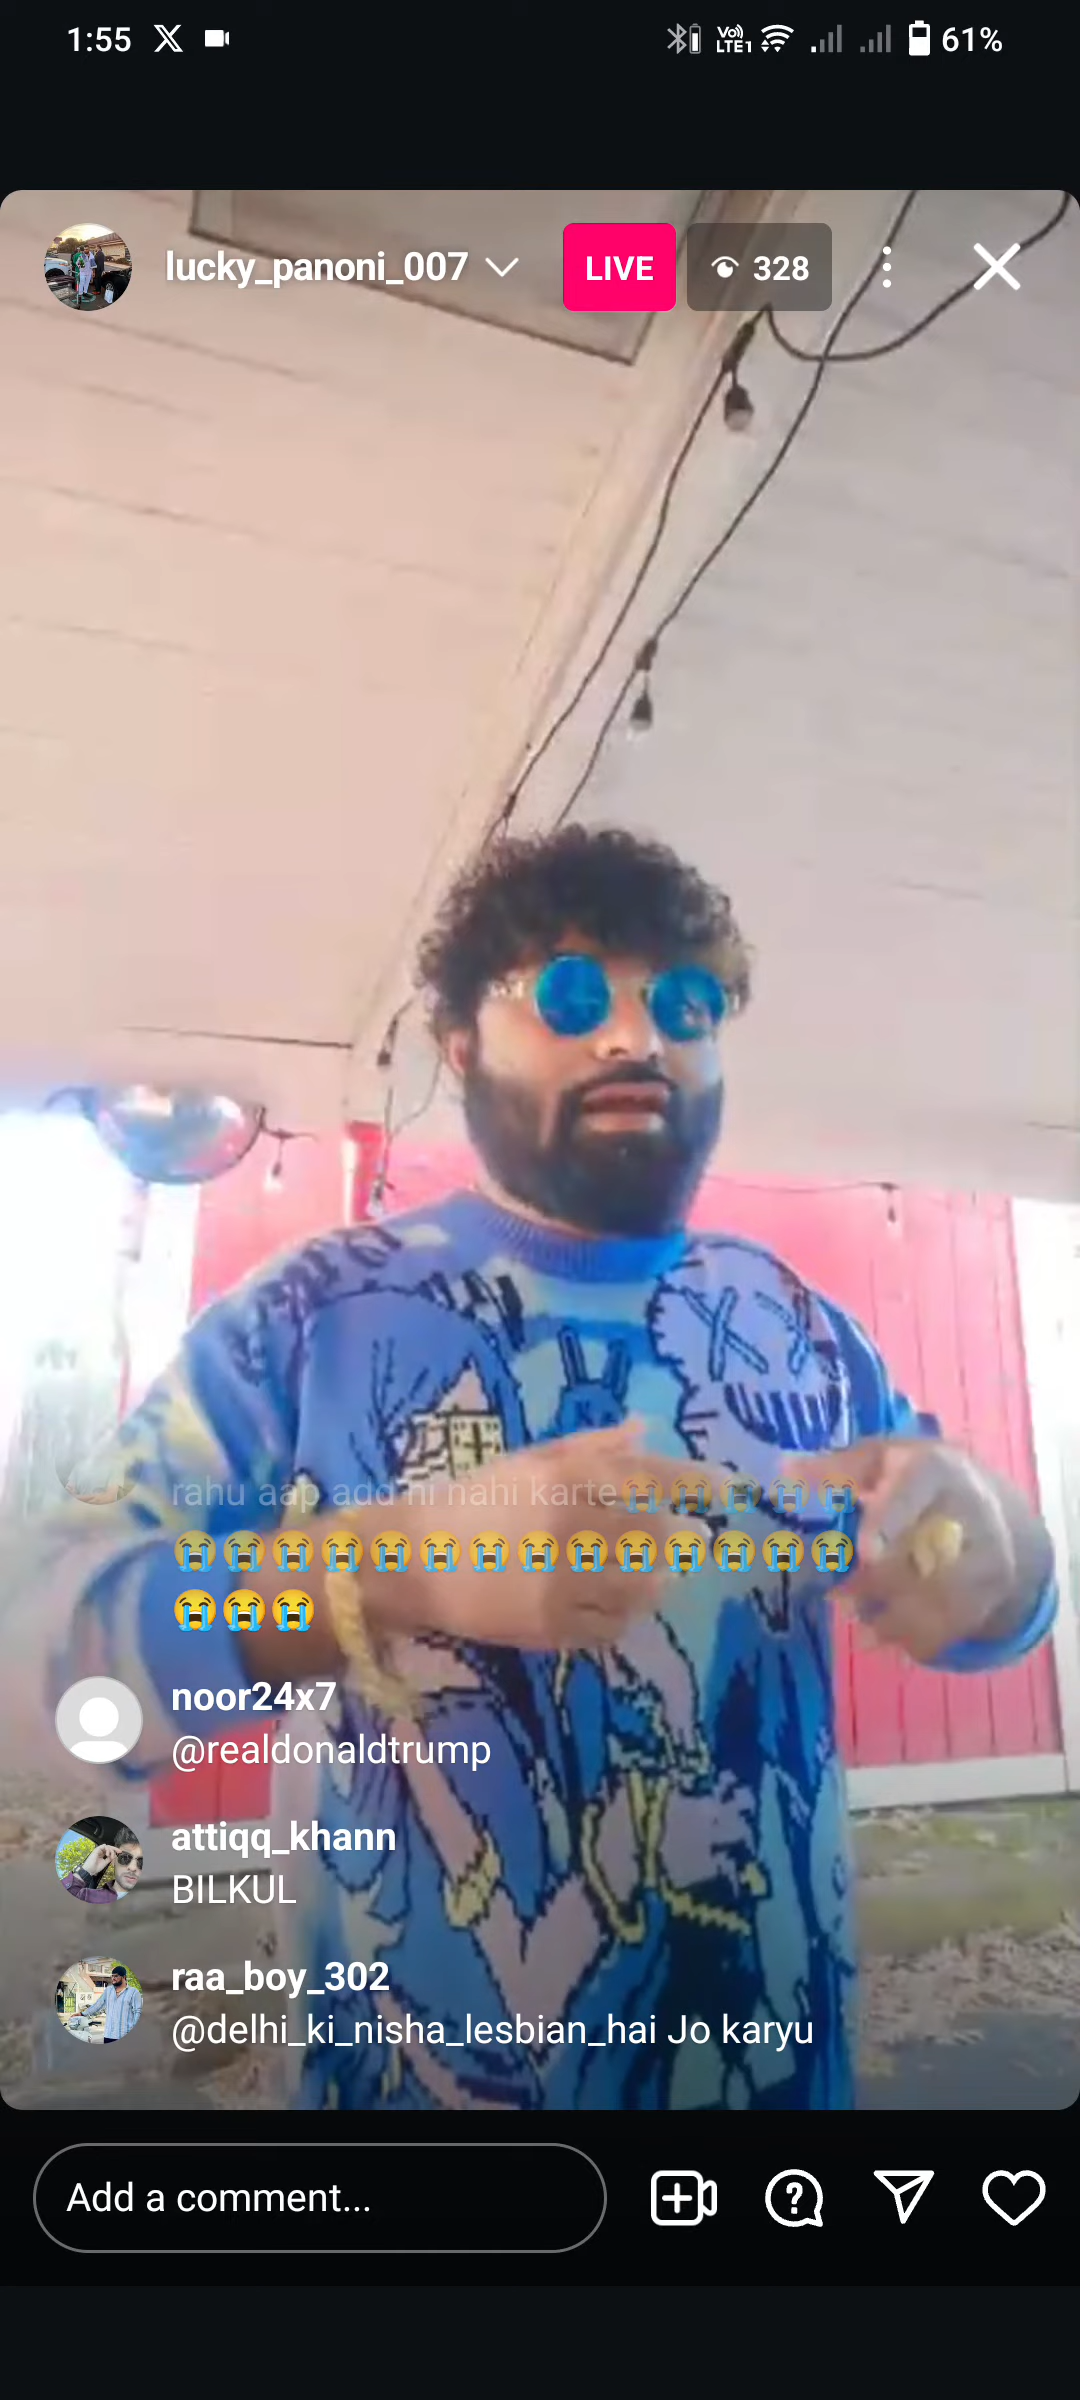 1:55 61%
lucky_panoni_007 LIVE 328
rahu aap add hi nahi karte😭😭😭😭😭
😭😭😭😭😭😭😭😭😭😭😭😭😭😭
😭😭😭
noor24x7
@realdonaldtrump
attiqq_khann
BILKUL
raa_boy_302
@delhi_ki_nisha_lesbian_hai Jo karyu
Add a comment...